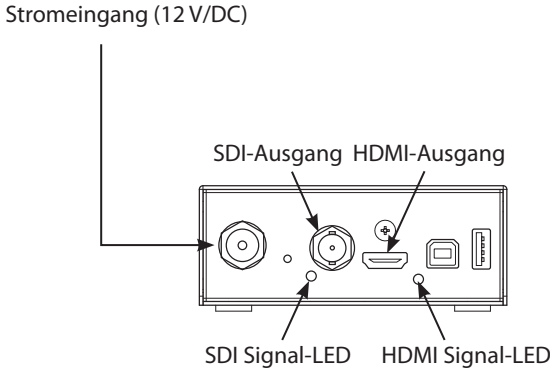 Stromeingang (12 V/DC)
SDI-Ausgang HDMI-Ausgang
SDI Signal-LED HDMI Signal-LED